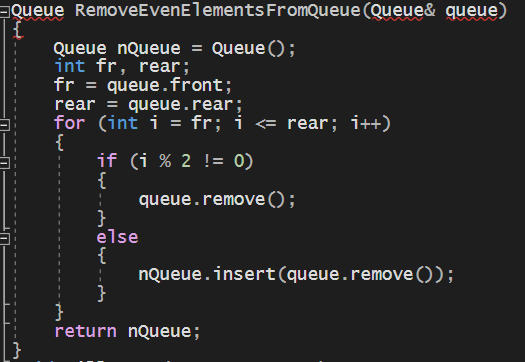 Queue RemoveEvenElementsFromQueue(Queue& queue)
{
Queue nQueue = Queue();
int fr, rear;
fr = queue.front;
rear = queue.rear;
for (int i = fr; i <= rear; i++)
{
if (i % 2 != 0)
{
queue.remove();
}
else
{
nQueue.insert(queue.remove());
}
}
return nQueue;
}